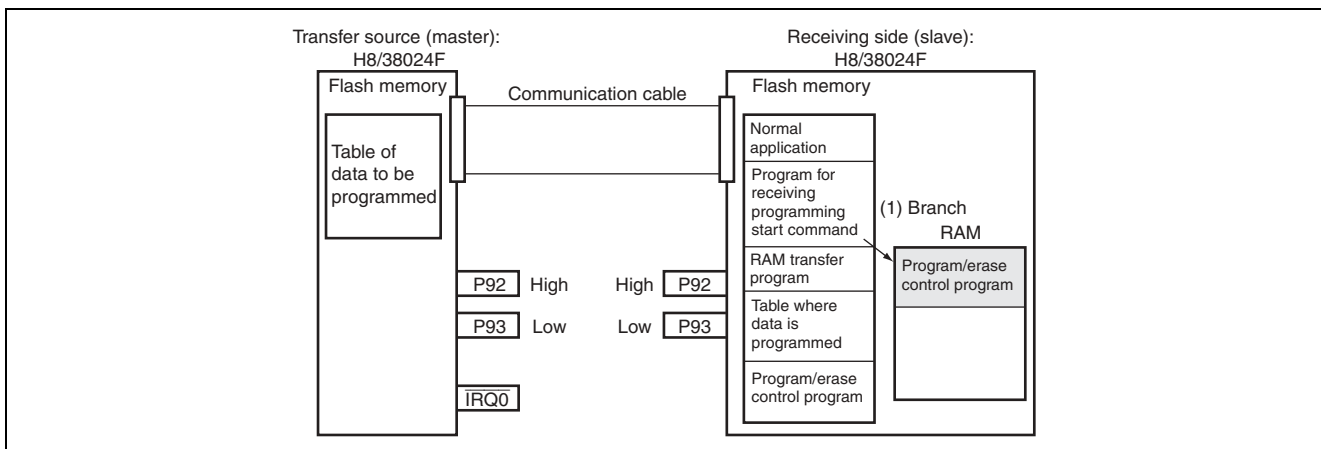 Transfer source (master):
H8/38024F
Flash memory
Table of
data to be
programmed
Communication cable
P92 High
P93 Low
IRQ0
Receiving side (slave):
H8/38024F
Flash memory
Normal
application
Program for
receiving
programming
start command
RAM transfer
program
Table where
data is
programmed
Program/erase
control program
High P92
Low P93
(1) Branch
RAM
Program/erase
control program